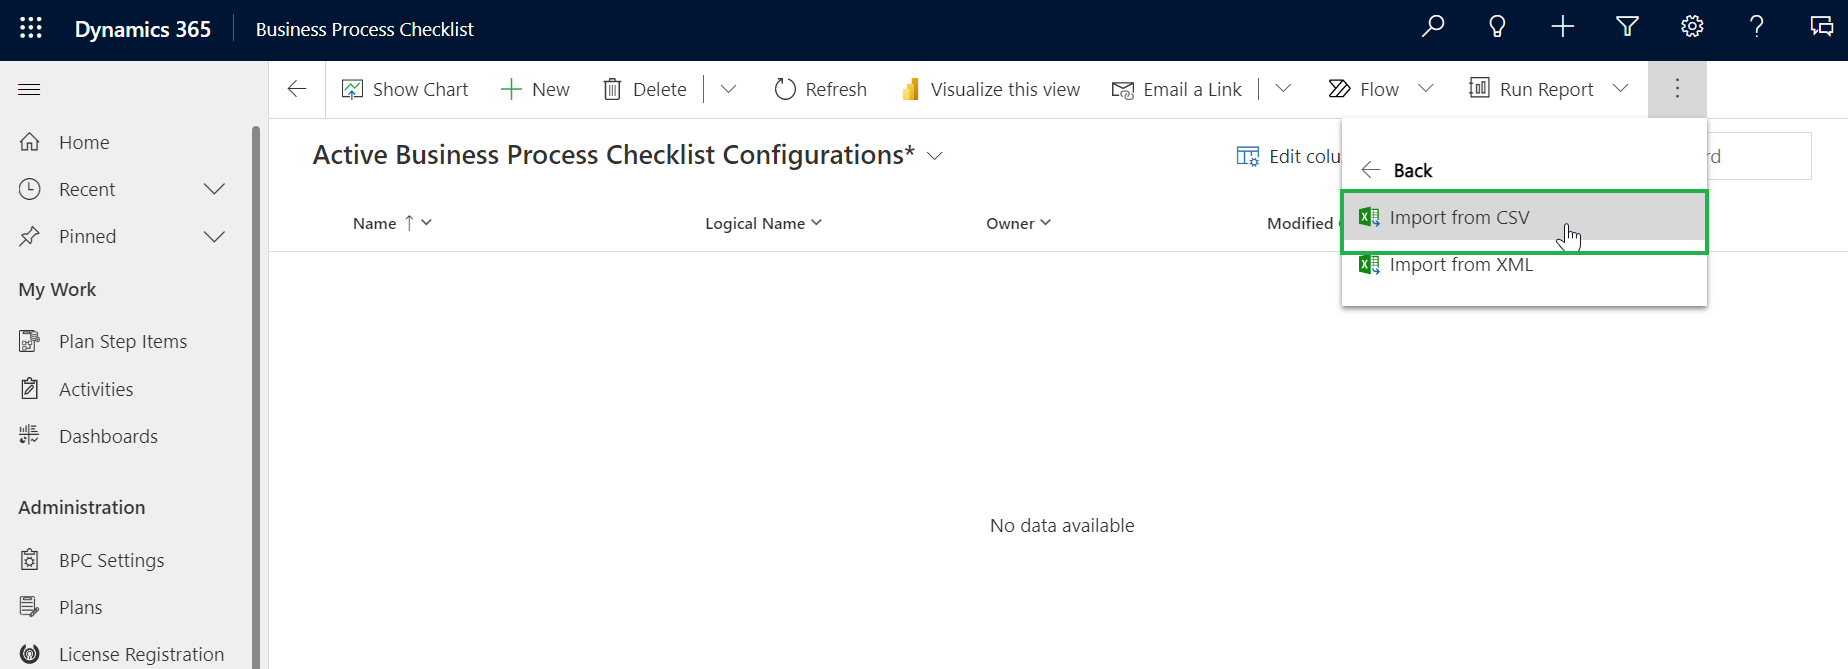 Dynamics 365
Business Process Checklist
Show Chart
New
Delete
Refresh
Visualize this view
Email a Link
Flow
Run Report
Home
Recent
Pinned
My Work
Plan Step Items
Activities
Dashboards
Administration
BPC Settings
Plans
License Registration
Active Business Process Checklist Configurations*
Edit colu
rd
Back
Import from CSV
Import from XML
Name
Logical Name
Owner
Modified
No data available